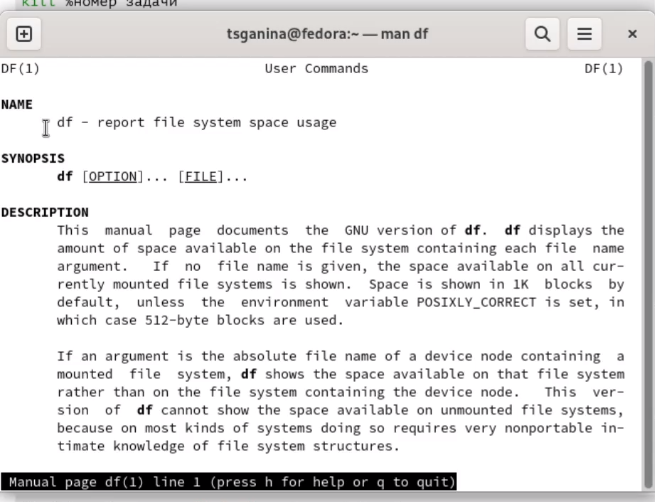 kill %номер задачи
tsganina@fedora:~ — man df
DF(1) User Commands DF(1)
NAME
df - report file system space usage
SYNOPSIS
df [OPTION]... [FILE]...
DESCRIPTION
This manual page documents the GNU version of df. df displays the
amount of space available on the file system containing each file name
argument. If no file name is given, the space available on all cur-
rently mounted file systems is shown. Space is shown in 1K blocks by
default, unless the environment variable POSIXLY_CORRECT is set, in
which case 512-byte blocks are used.
If an argument is the absolute file name of a device node containing a
mounted file system, df shows the space available on that file system
rather than on the file system containing the device node. This ver-
sion of df cannot show the space available on unmounted file systems,
because on most kinds of systems doing so requires very nonportable in-
timate knowledge of file system structures.
Manual page df(1) line 1 (press h for help or q to quit)